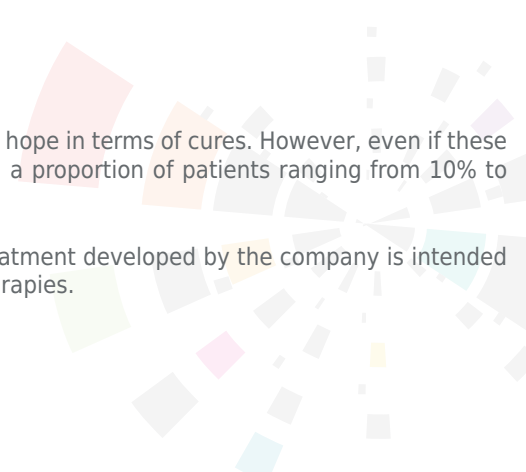 hope in terms of cures. However, even if these
a proportion of patients ranging from 10% to
atment developed by the company is intended
rapies.